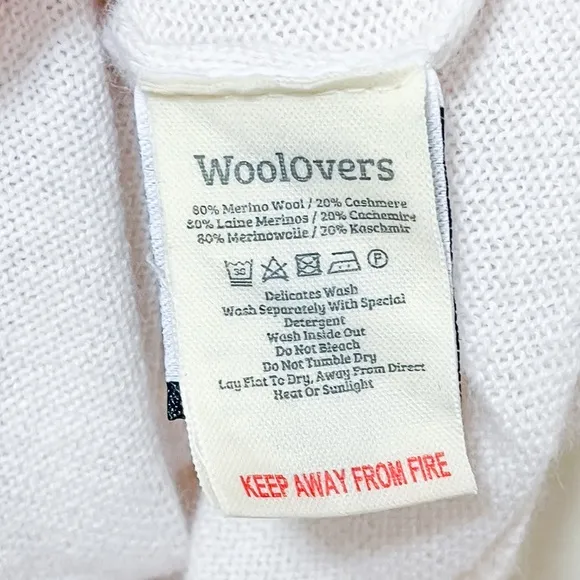 WoolOvers
80% Merino Wool / 20% Cashmere
80% Laine Merinos / 20% Cachemire
80% Merinowolle / 20% Kaschmir
30 P
Delicates Wash
Wash Separately With Special
Detergent
Wash Inside Out
Do Not Bleach
Do Not Tumble Dry
Lay Flat To Dry, Away From Direct
Heat Or Sunlight
KEEP AWAY FROM FIRE